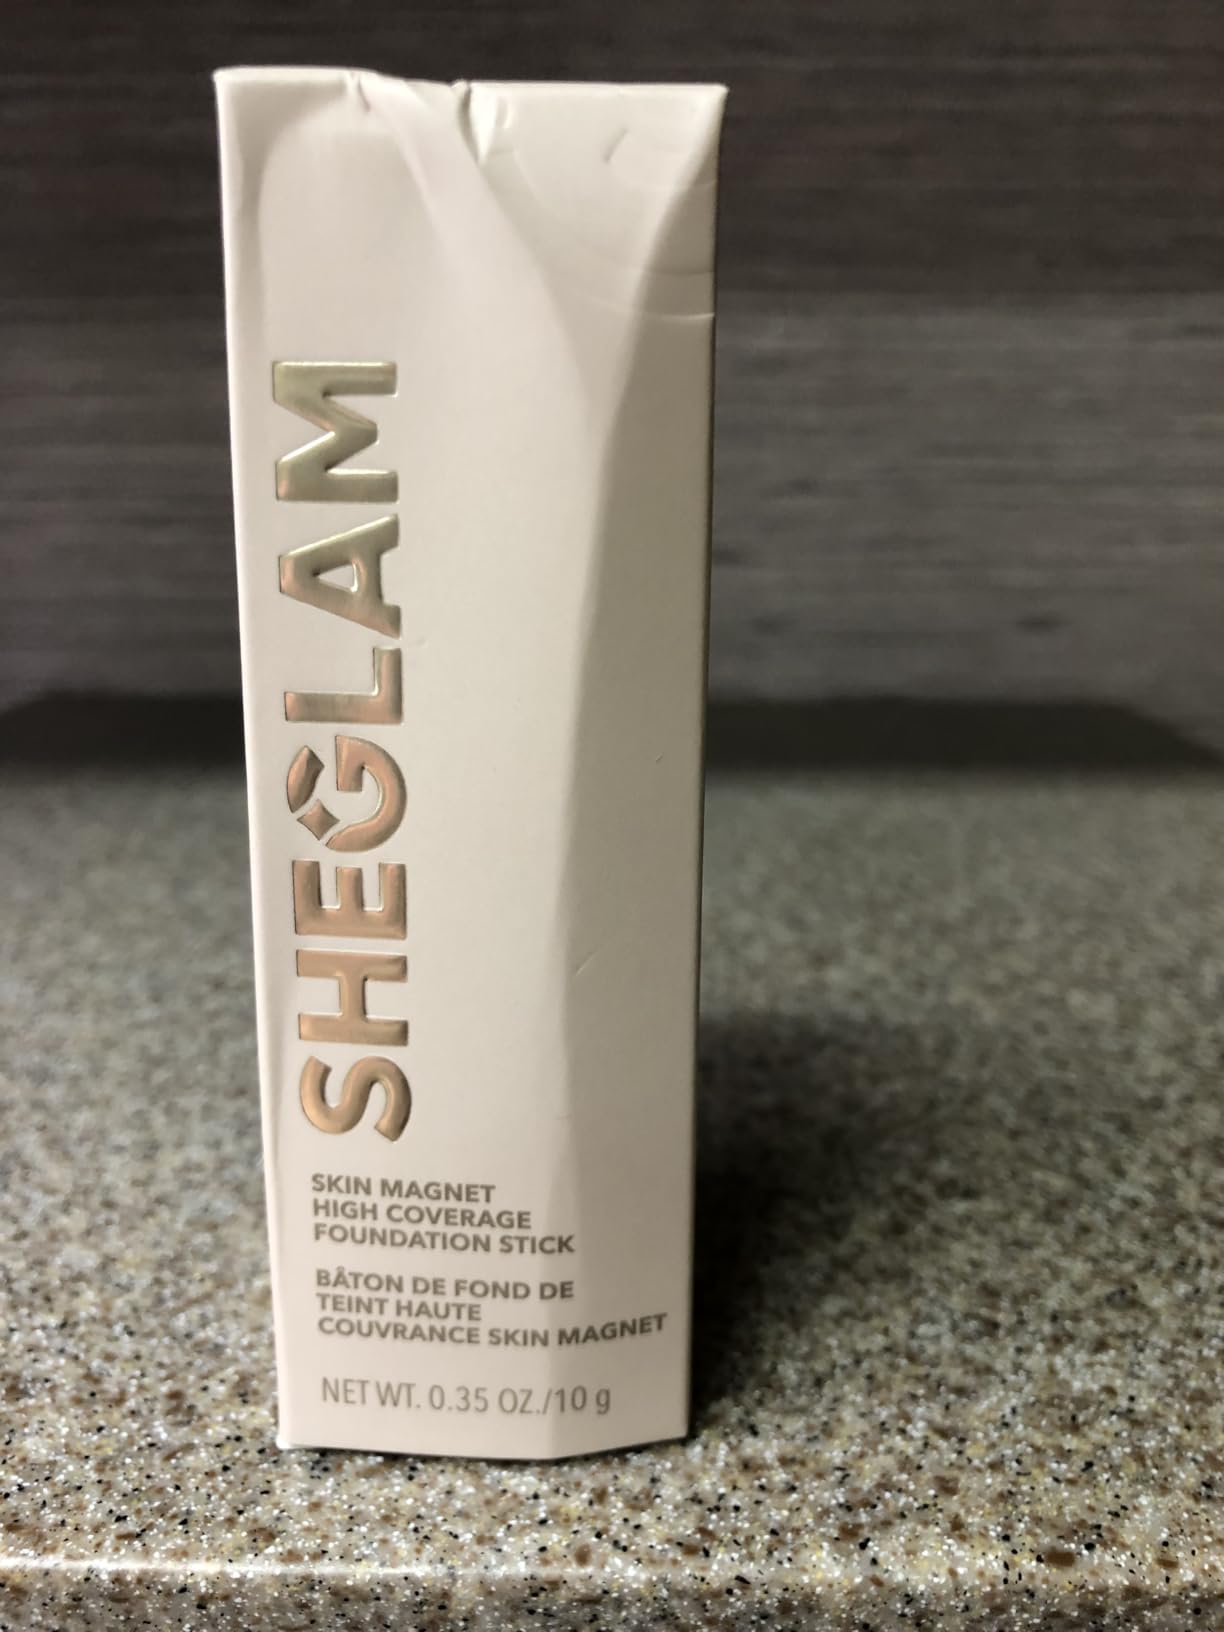 SHEGLAM
SKIN MAGNET
HIGH COVERAGE
FOUNDATION STICK
BÂTON DE FOND DE
TEINT HAUTE
COUVRANCE SKIN MAGNET
NET WT. 0.35 OZ./10 g